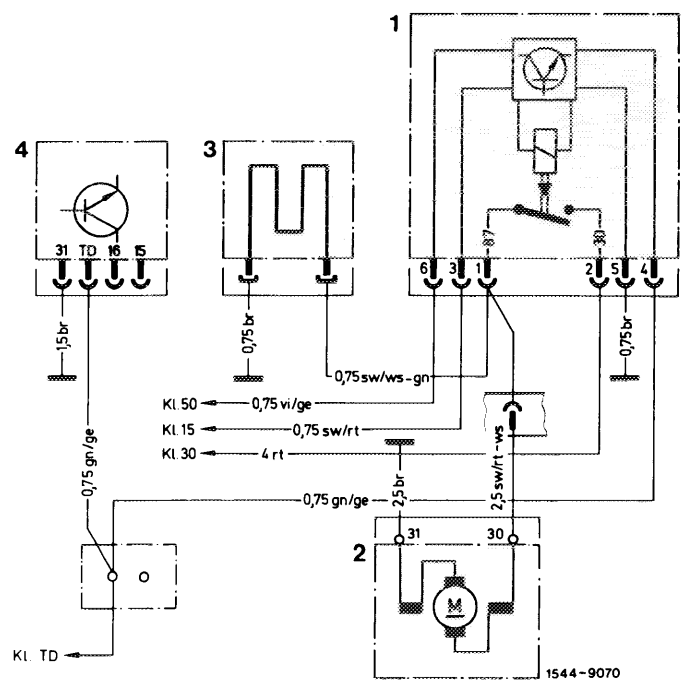 1
4
3
31 TD 16 15
87
30
6 3 1 2 5 4
1,5 br
0,75 br
0,75 br
0,75 sw/ws-gn
Kl. 50 0,75 vi/ge
Kl. 15 0,75 sw/rt
Kl. 30 4 rt
0,75 gn/ge
2,5 br
2,5 sw/rt-ws
0,75 gn/ge
31 30
2
M
Kl. TD
1544-9070